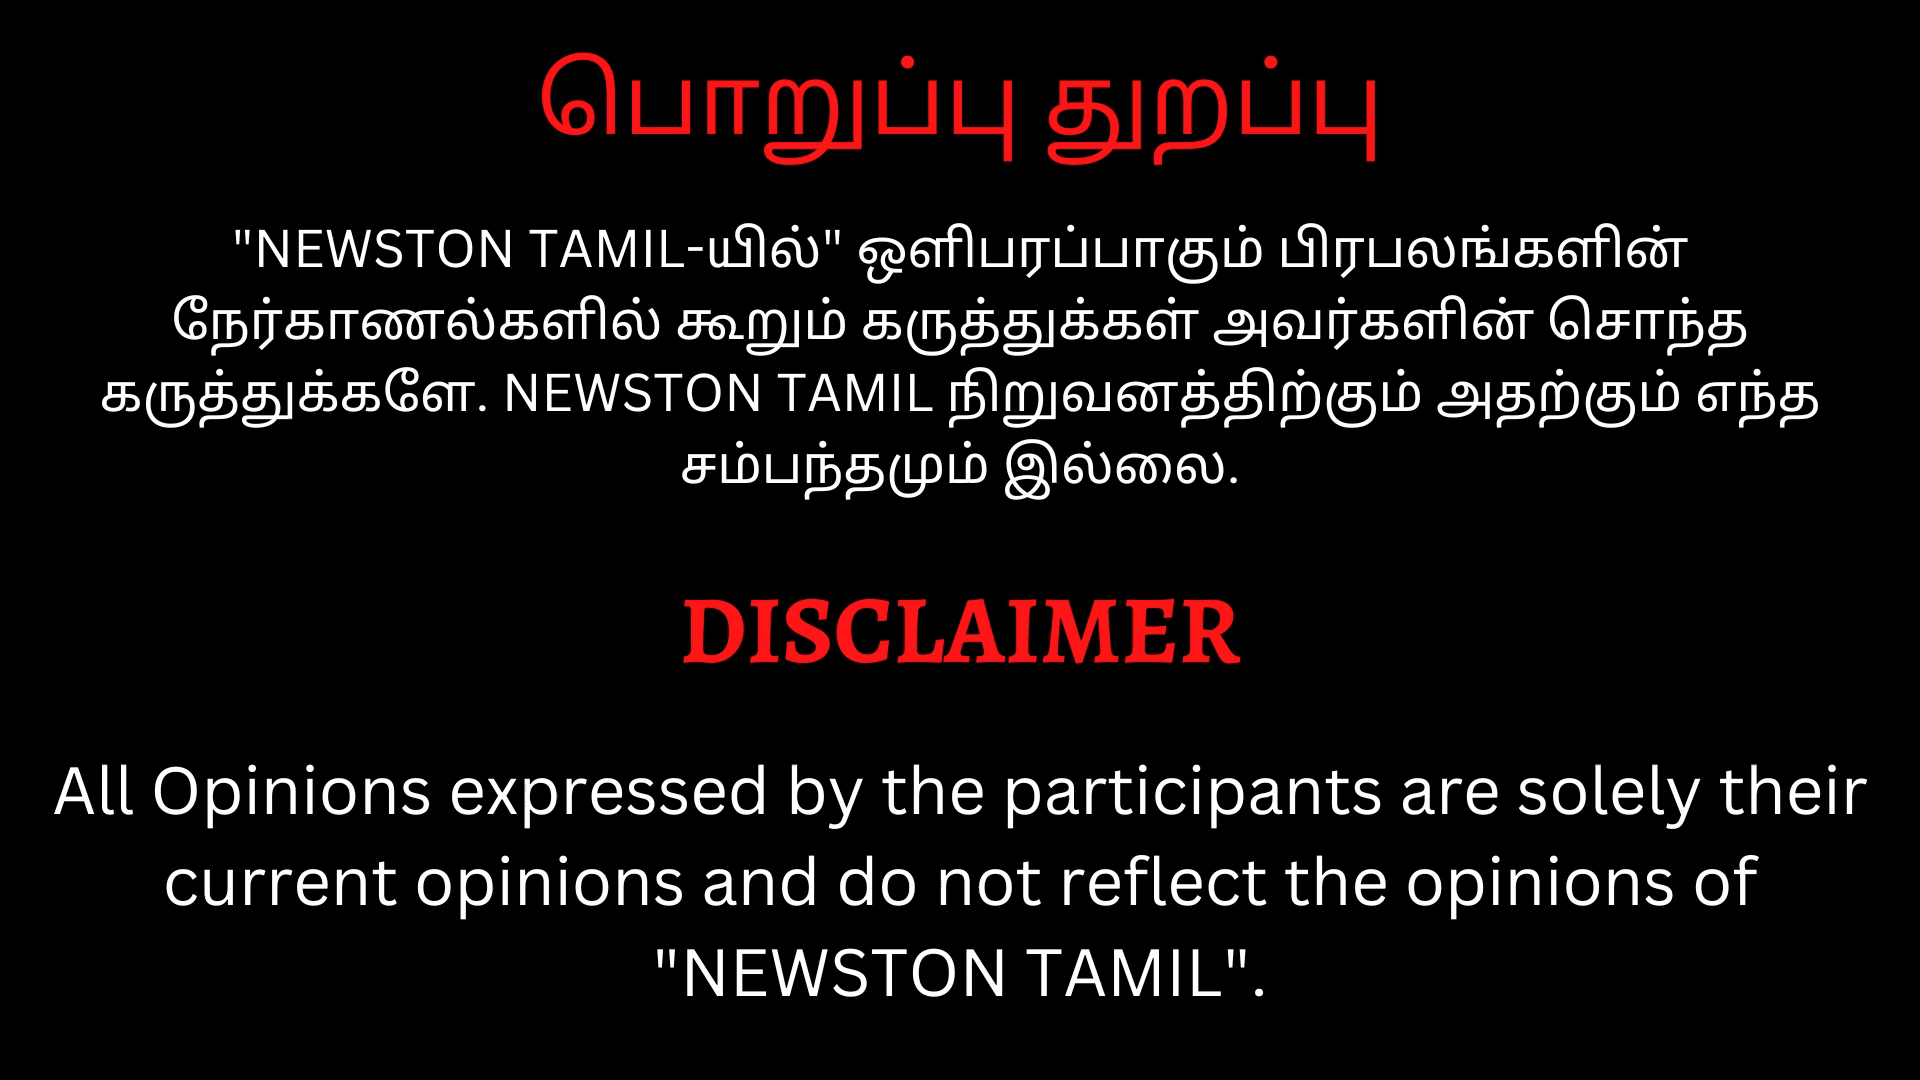 பொறுப்பு துறப்பு
"NEWSTON TAMIL-யில்" ஒளிபரப்பாகும் பிரபலங்களின்
நேர்காணல்களில் கூறும் கருத்துக்கள் அவர்களின் சொந்த
கருத்துக்களே. NEWSTON TAMIL நிறுவனத்திற்கும் அதற்கும் எந்த
சம்பந்தமும் இல்லை.
DISCLAIMER
All Opinions expressed by the participants are solely their
current opinions and do not reflect the opinions of
"NEWSTON TAMIL".